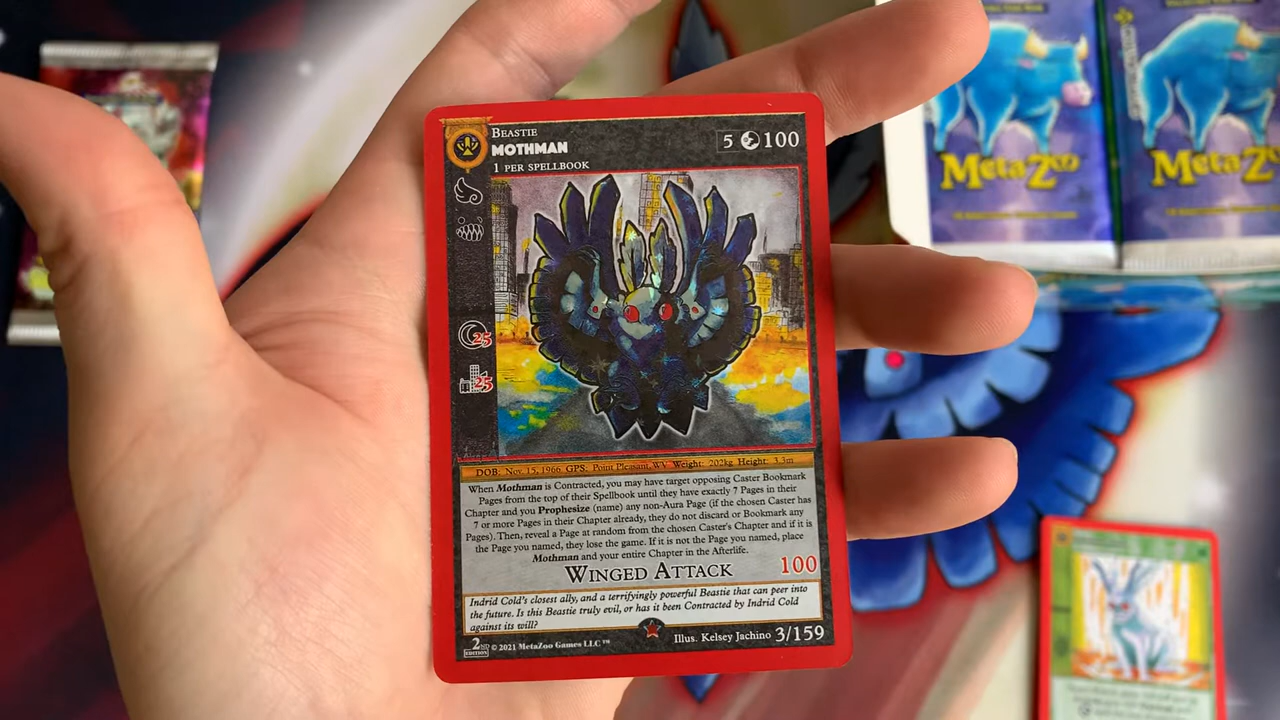 BEASTIE
MOTHMAN
5 100
1 PER SPELLBOOK
25
25
DOB: Nov. 15, 1966 GPS: Point Pleasant, WV Weight: 202kg Height: 3.3m
When Mothman is Contracted, you may have target opposing Caster Bookmark
Pages from the top of their Spellbook until they have exactly 7 Pages in their
Chapter and you Prophesize (name) any non-Aura Page (if the chosen Caster has
7 or more Pages in their Chapter already, they do not discard or Bookmark any
Pages). Then, reveal a Page at random from the chosen Caster's Chapter and if it is
the Page you named, they lose the game. If it is not the Page you named, place
Mothman and your entire Chapter in the Afterlife.
WINGED ATTACK 100
Indrid Cold's closest ally, and a terrifyingly powerful Beastie that can peer into
the future. Is this Beastie truly evil, or has it been Contracted by Indrid Cold
against its will?
2ND EDITION © 2021 MetaZoo Games LLC™ Illus. Kelsey Jachino 3/159
MetaZoo
MetaZoo